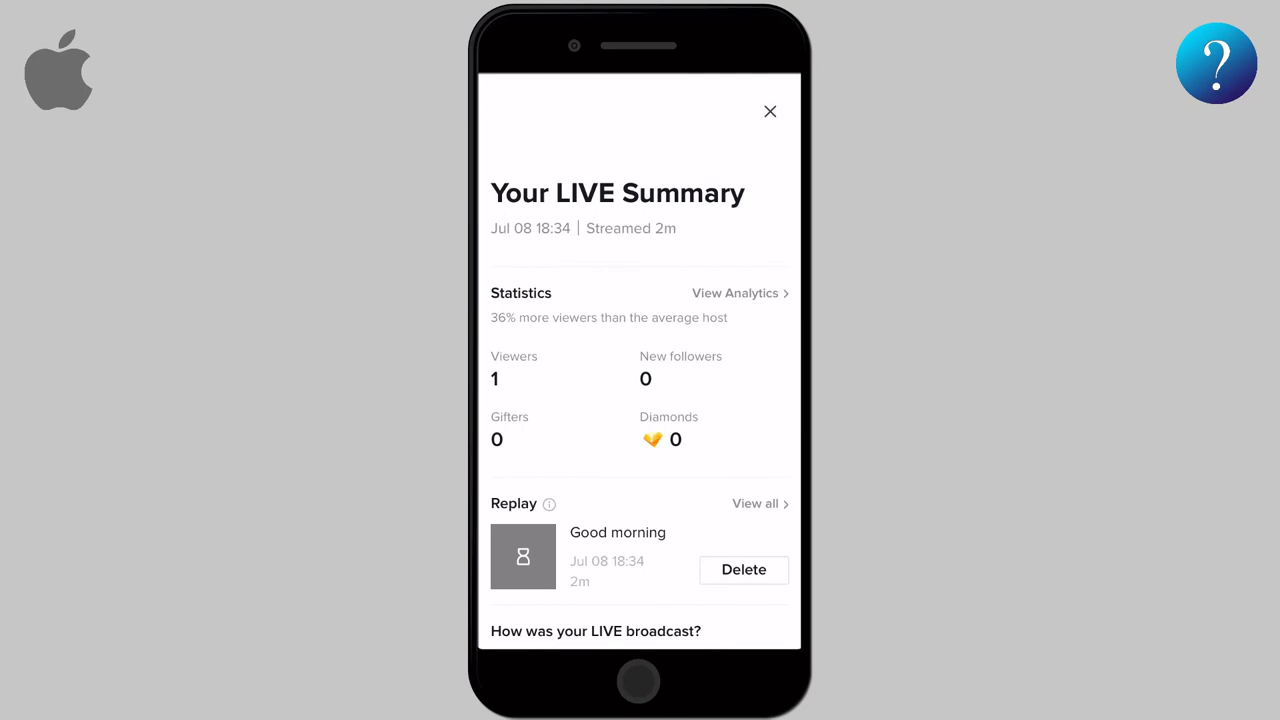 ?
Your LIVE Summary
Jul 08 18:34 | Streamed 2m
Statistics
View Analytics >
36% more viewers than the average host
Viewers
New followers
1
0
Gifters
Diamonds
0
0
Replay
View all >
Good morning
Jul 08 18:34
2m
Delete
How was your LIVE broadcast?